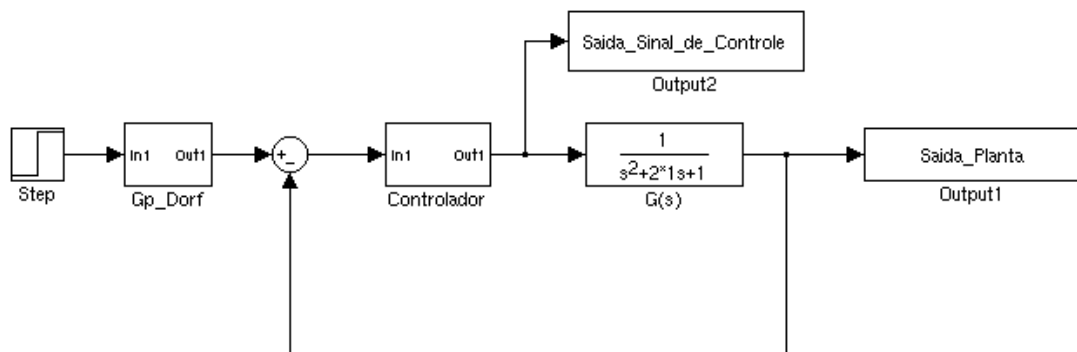 Saida_Sinal_de_Controle
Output2
Step
In1 Out1
Gp_Dorf
+
-
In1 Out1
Controlador
1
s²+2*1s+1
G(s)
Saida_Planta
Output1